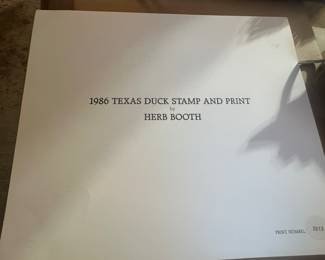 1986 TEXAS DUCK STAMP AND PRINT
by
HERB BOOTH
PRINT NUMBER